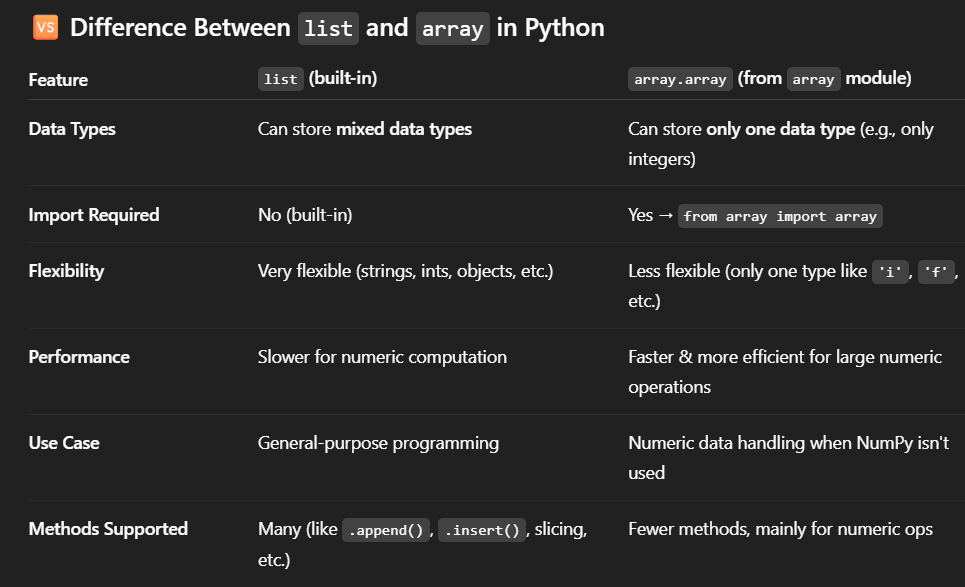 🆚 Difference Between list and array in Python
Feature list (built-in) array.array (from array module)
Data Types Can store mixed data types Can store only one data type (e.g., only
integers)
Import Required No (built-in) Yes → from array import array
Flexibility Very flexible (strings, ints, objects, etc.) Less flexible (only one type like 'i', 'f',
etc.)
Performance Slower for numeric computation Faster & more efficient for large numeric
operations
Use Case General-purpose programming Numeric data handling when NumPy isn't
used
Methods Supported Many (like .append(), .insert(), slicing, Fewer methods, mainly for numeric ops
etc.)